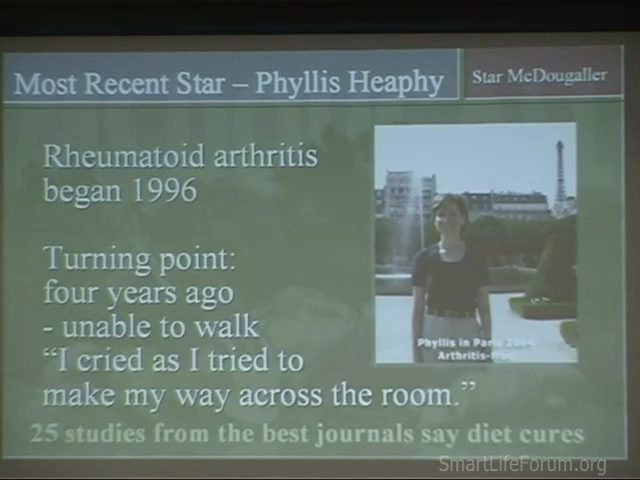 Most Recent Star – Phyllis Heaphy
Star McDougaller
Rheumatoid arthritis
began 1996
Turning point:
four years ago
- unable to walk
“I cried as I tried to
make my way across the room.”
Phyllis in Paris 2004
Arthritis-free
25 studies from the best journals say diet cures
SmartLifeForum.org